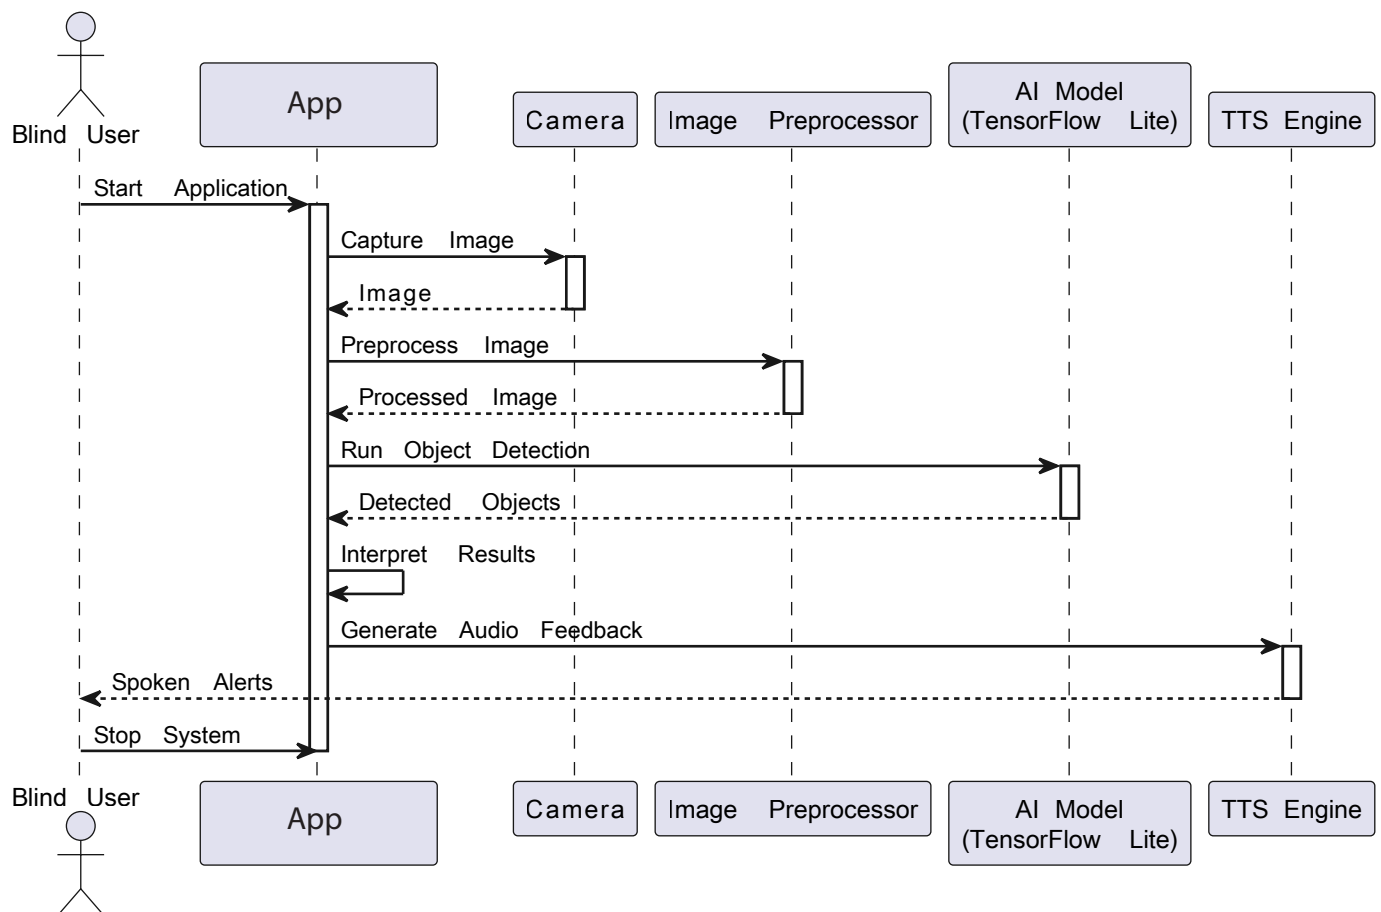 Blind User
App
Camera
Image Preprocessor
AI Model
(TensorFlow Lite)
TTS Engine
Start Application
Capture Image
Image
Preprocess Image
Processed Image
Run Object Detection
Detected Objects
Interpret Results
Generate Audio Feedback
Spoken Alerts
Stop System
Blind User
App
Camera
Image Preprocessor
AI Model
(TensorFlow Lite)
TTS Engine